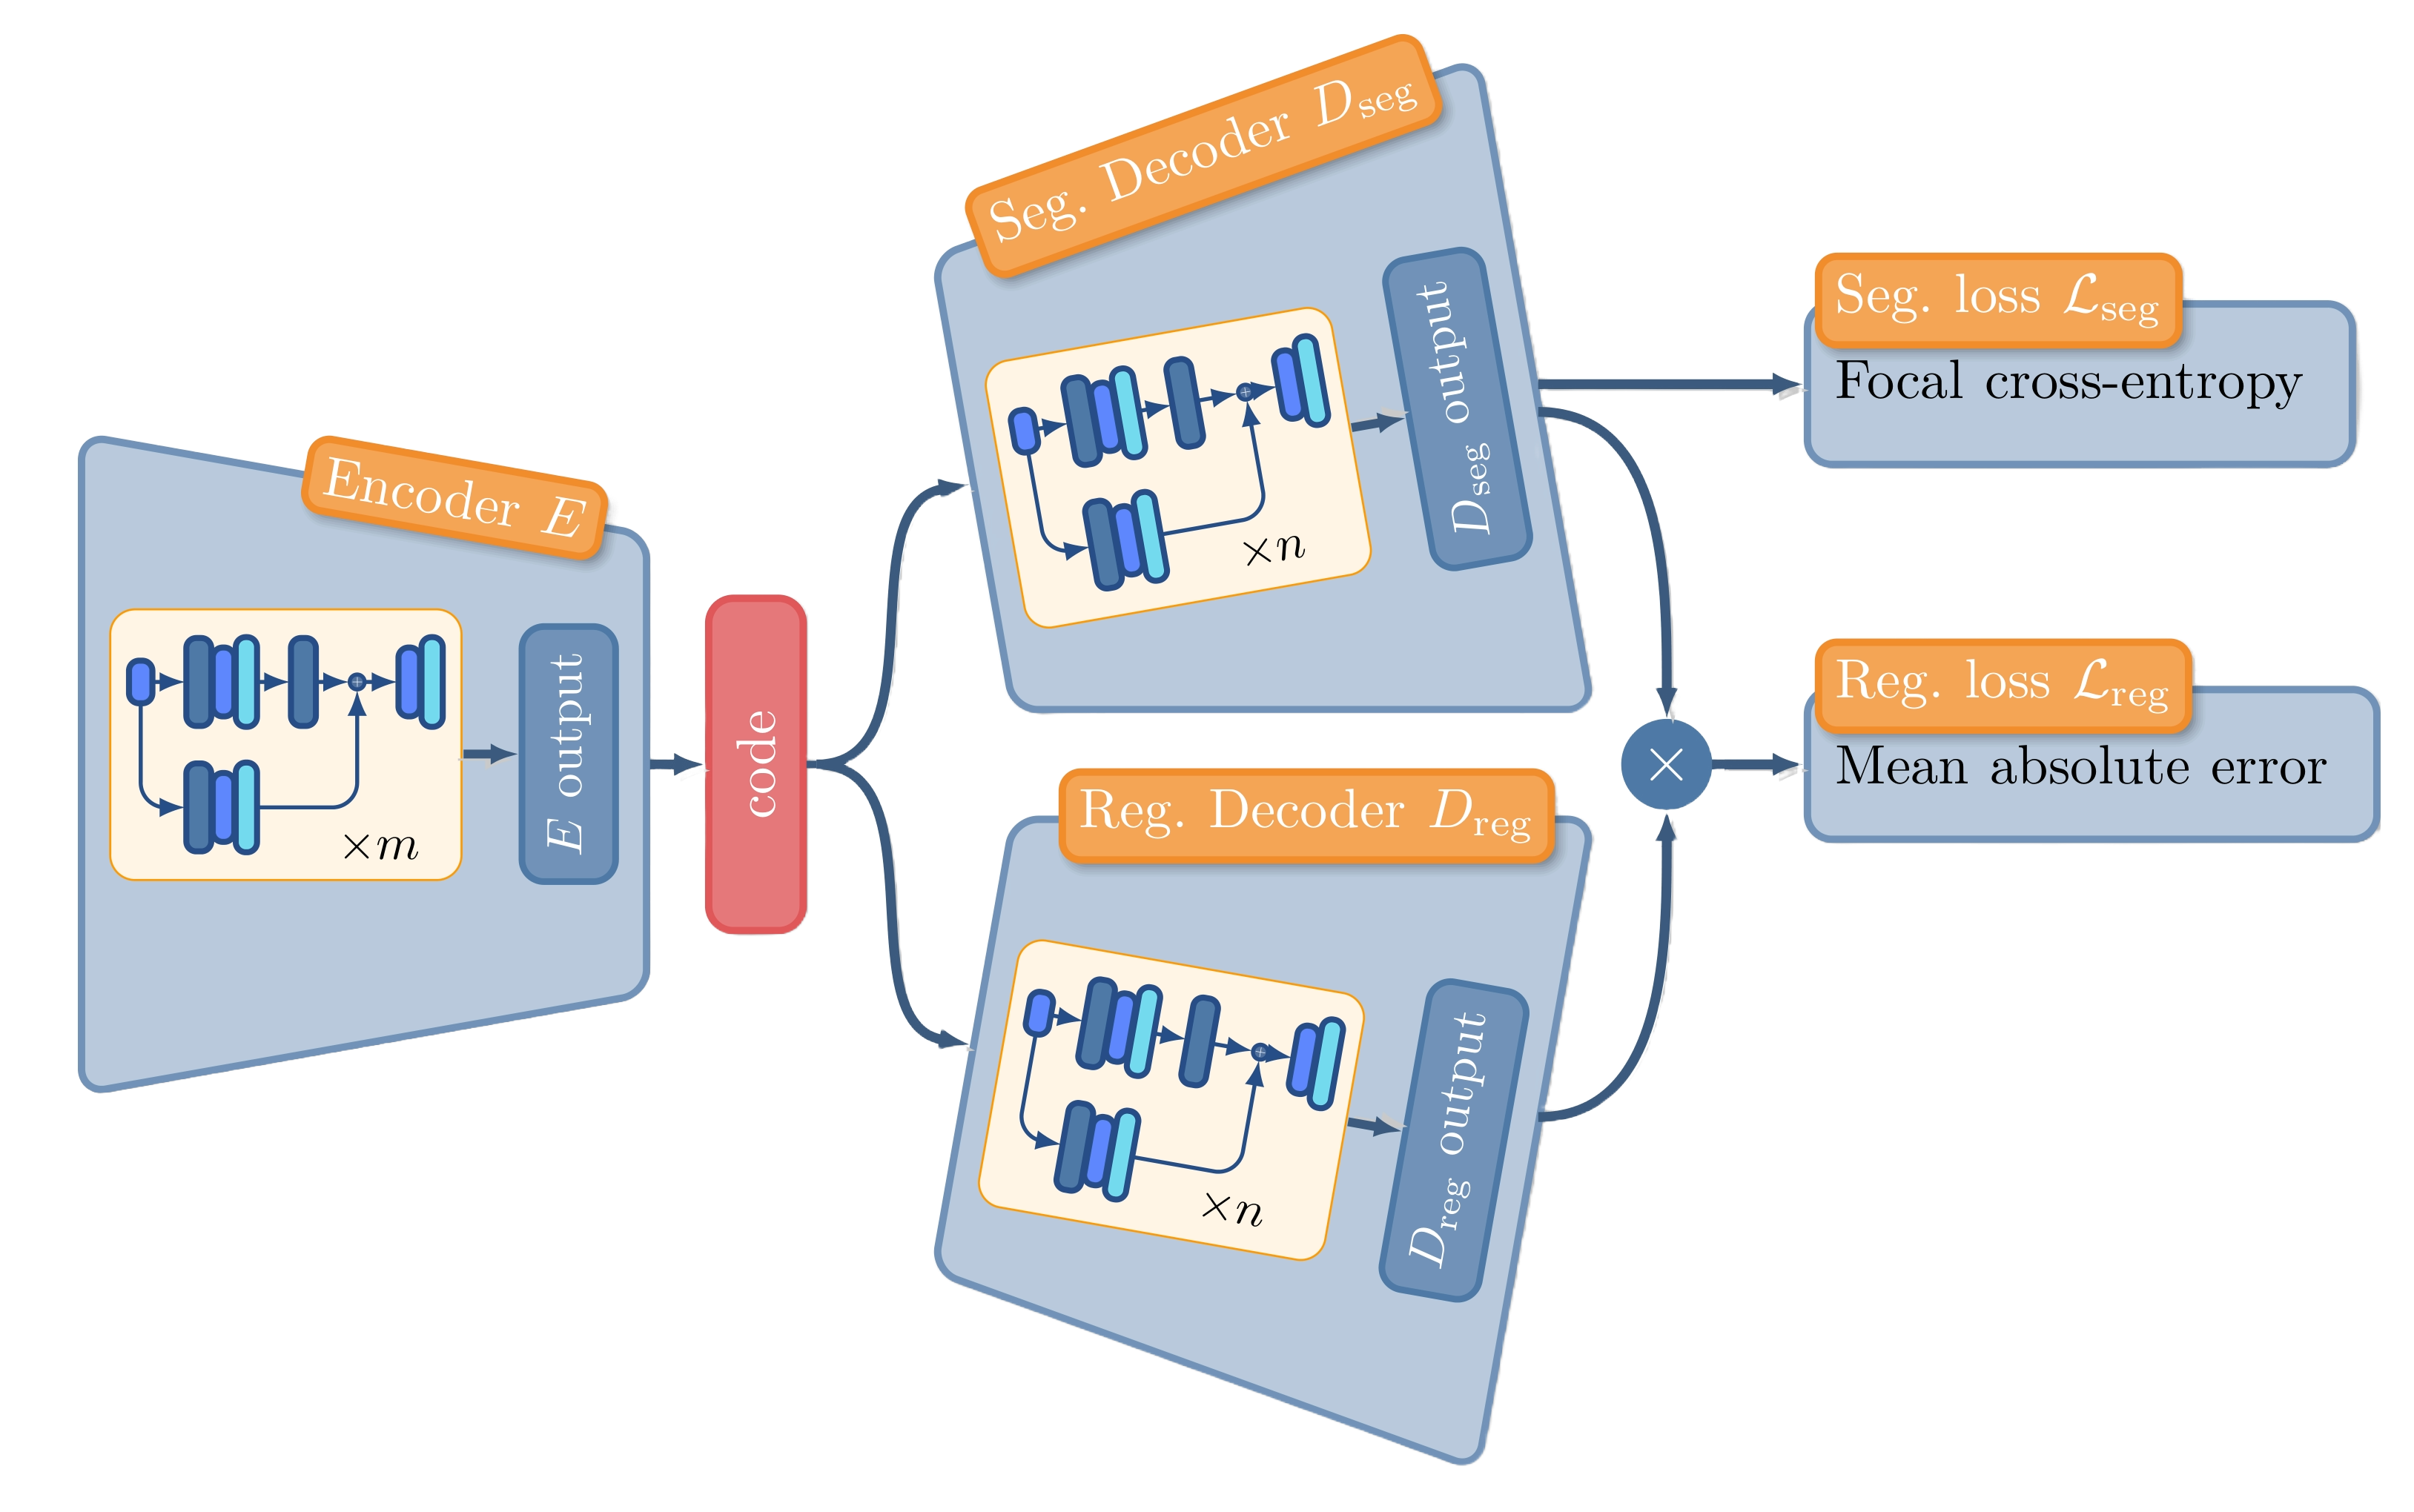 Encoder E
×m
E output
code
Seg. Decoder D_seg
×n
D_seg output
Reg. Decoder D_reg
×n
D_reg output
×
Seg. loss ℒ_seg
Focal cross-entropy
Reg. loss ℒ_reg
Mean absolute error